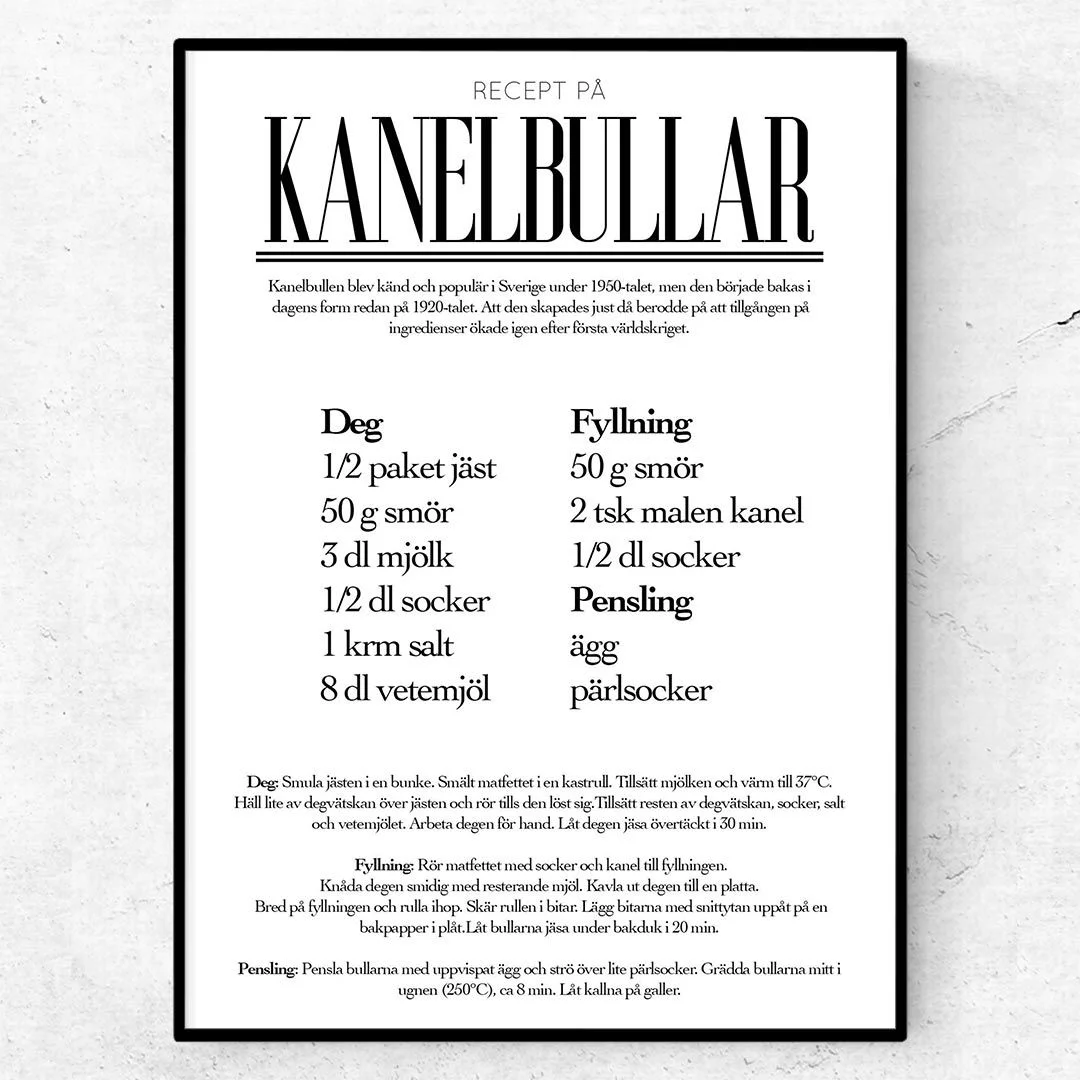 RECEPT PÅ
KANELBULLAR
Kanelbullen blev känd och populär i Sverige under 1950-talet, men den började bakas i
dagens form redan på 1920-talet. Att den skapades just då berodde på att tillgången på
ingredienser ökade igen efter första världskriget.
Deg
1/2 paket jäst
50 g smör
3 dl mjölk
1/2 dl socker
1 krm salt
8 dl vetemjöl
Fyllning
50 g smör
2 tsk malen kanel
1/2 dl socker
Pensling
ägg
pärlsocker
Deg: Smula jästen i en bunke. Smält matfettet i en kastrull. Tillsätt mjölken och värm till 37°C.
Häll lite av degvätskan över jästen och rör tills den löst sig.Tillsätt resten av degvätskan, socker, salt
och vetemjölet. Arbeta degen för hand. Låt degen jäsa övertäckt i 30 min.
Fyllning: Rör matfettet med socker och kanel till fyllningen.
Knåda degen smidig med resterande mjöl. Kavla ut degen till en platta.
Bred på fyllningen och rulla ihop. Skär rullen i bitar. Lägg bitarna med snittytan uppåt på en
bakpapper i plåt.Låt bullarna jäsa under bakduk i 20 min.
Pensling: Pensla bullarna med uppvispat ägg och strö över lite pärlsocker. Grädda bullarna mitt i
ugnen (250°C), ca 8 min. Låt kallna på galler.